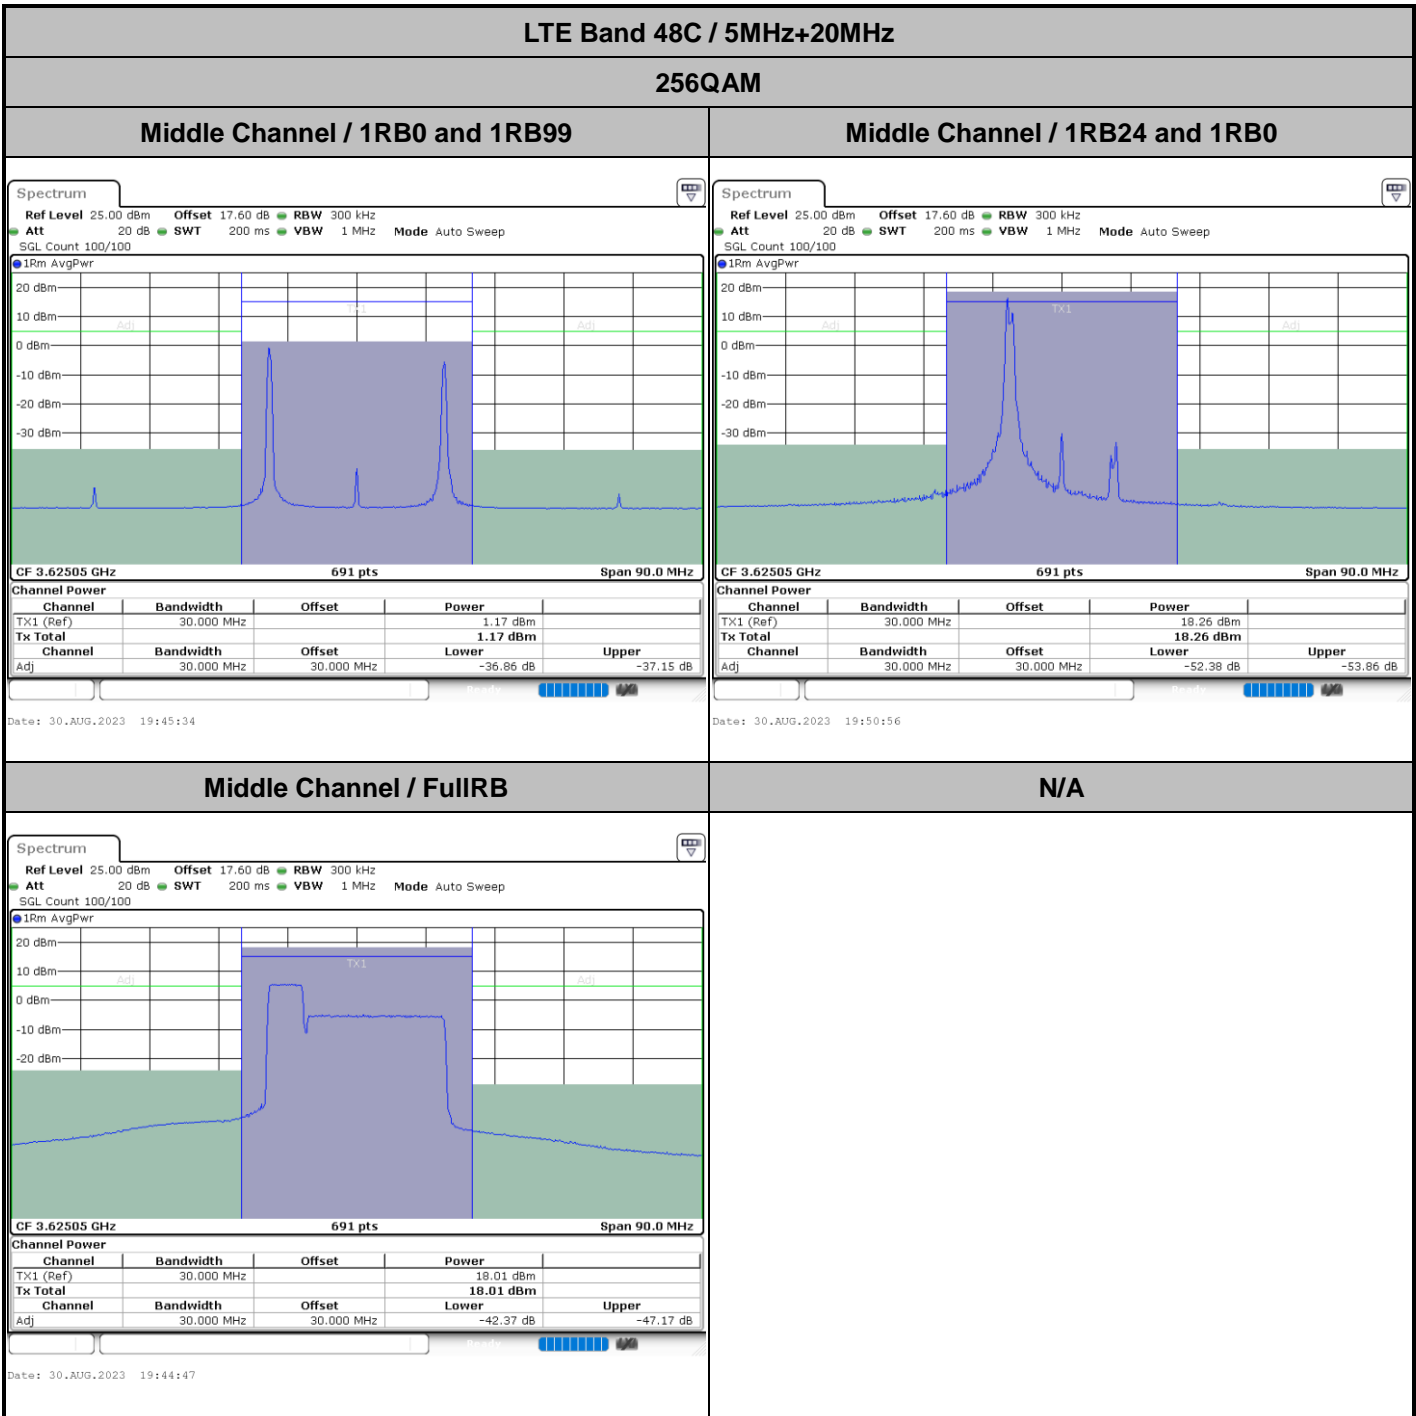 LTE Band 48C / 5MHz+20MHz
256QAM
Middle Channel / 1RB0 and 1RB99
Middle Channel / 1RB24 and 1RB0
Spectrum
Ref Level 25.00 dBm Offset 17.60 dB RBW 300 kHz
Att 20 dB SWT 200 ms VBW 1 MHz Mode Auto Sweep
SGL Count 100/100
1Rm AvgPwr
20 dBm
10 dBm
0 dBm
-10 dBm
-20 dBm
-30 dBm
Adj
TX1
Adj
CF 3.62505 GHz 691 pts Span 90.0 MHz
Channel Power
Channel Bandwidth Offset Power
TX1 (Ref) 30.000 MHz 1.17 dBm
Tx Total 1.17 dBm
Channel Bandwidth Offset Lower Upper
Adj 30.000 MHz 30.000 MHz -36.86 dB -37.15 dB
Ready
Date: 30.AUG.2023 19:45:34
Spectrum
Ref Level 25.00 dBm Offset 17.60 dB RBW 300 kHz
Att 20 dB SWT 200 ms VBW 1 MHz Mode Auto Sweep
SGL Count 100/100
1Rm AvgPwr
20 dBm
10 dBm
0 dBm
-10 dBm
-20 dBm
-30 dBm
Adj
TX1
Adj
CF 3.62505 GHz 691 pts Span 90.0 MHz
Channel Power
Channel Bandwidth Offset Power
TX1 (Ref) 30.000 MHz 18.26 dBm
Tx Total 18.26 dBm
Channel Bandwidth Offset Lower Upper
Adj 30.000 MHz 30.000 MHz -52.38 dB -53.86 dB
Ready
Date: 30.AUG.2023 19:50:56
Middle Channel / FullRB
N/A
Spectrum
Ref Level 25.00 dBm Offset 17.60 dB RBW 300 kHz
Att 20 dB SWT 200 ms VBW 1 MHz Mode Auto Sweep
SGL Count 100/100
1Rm AvgPwr
20 dBm
10 dBm
0 dBm
-10 dBm
-20 dBm
Adj
TX1
Adj
CF 3.62505 GHz 691 pts Span 90.0 MHz
Channel Power
Channel Bandwidth Offset Power
TX1 (Ref) 30.000 MHz 18.01 dBm
Tx Total 18.01 dBm
Channel Bandwidth Offset Lower Upper
Adj 30.000 MHz 30.000 MHz -42.37 dB -47.17 dB
Ready
Date: 30.AUG.2023 19:44:47